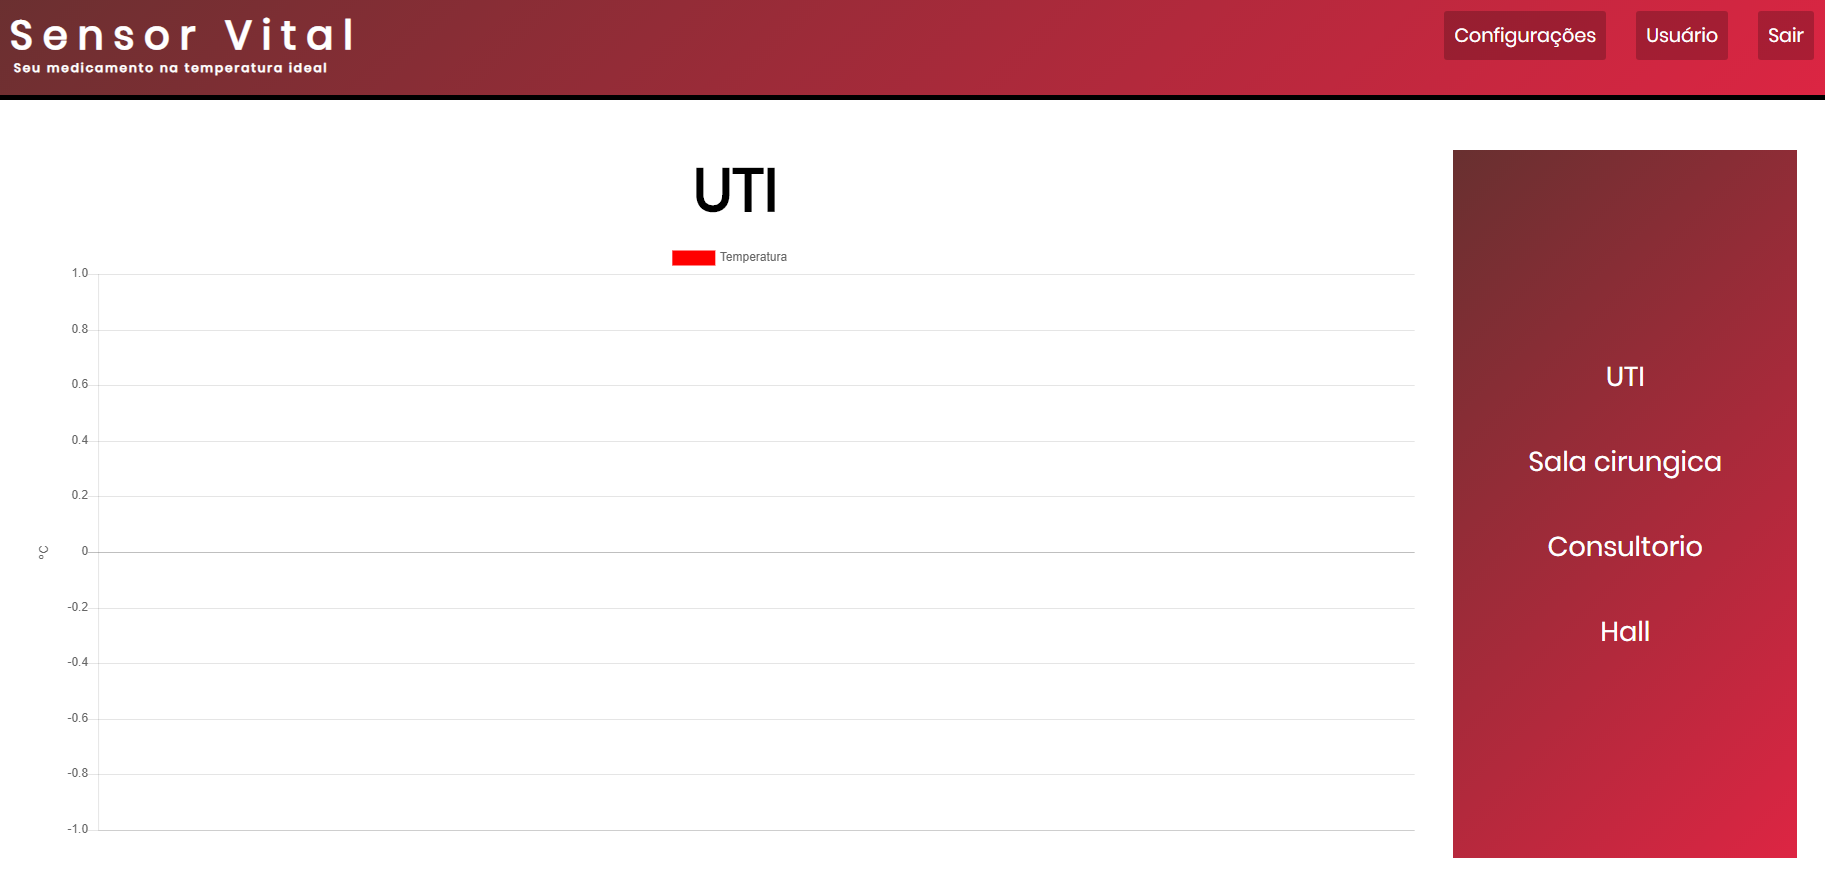 Sensor Vital
Seu medicamento na temperatura ideal
Configurações
Usuário
Sair
UTI
Temperatura
1.0
0.8
0.6
0.4
0.2
0
-0.2
-0.4
-0.6
-0.8
-1.0
°C
UTI
Sala cirungica
Consultorio
Hall